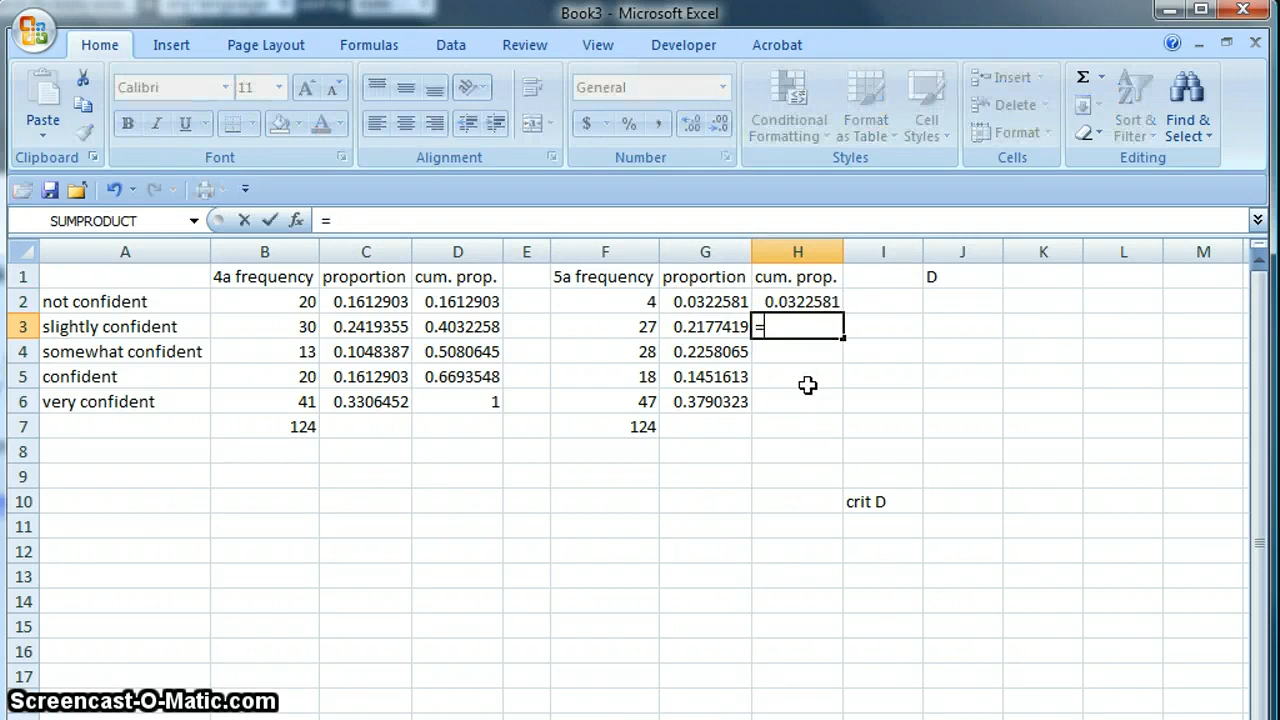 Book3 - Microsoft Excel
Home Insert Page Layout Formulas Data Review View Developer Acrobat
Calibri 11 General Insert Σ
Paste B I U $ % , Conditional Formatting Format as Table Cell Styles Delete Format Sort & Filter Find & Select
Clipboard Font Alignment Number Styles Cells Editing
SUMPRODUCT fx =
A B C D E F G H I J K L M
1 4a frequency proportion cum. prop. 5a frequency proportion cum. prop. D
2 not confident 20 0.1612903 0.1612903 4 0.0322581 0.0322581
3 slightly confident 30 0.2419355 0.4032258 27 0.2177419 =
4 somewhat confident 13 0.1048387 0.5080645 28 0.2258065
5 confident 20 0.1612903 0.6693548 18 0.1451613
6 very confident 41 0.3306452 1 47 0.3790323
7 124 124
8
9
10 crit D
11
12
13
14
15
16
17
Screencast-O-Matic.com